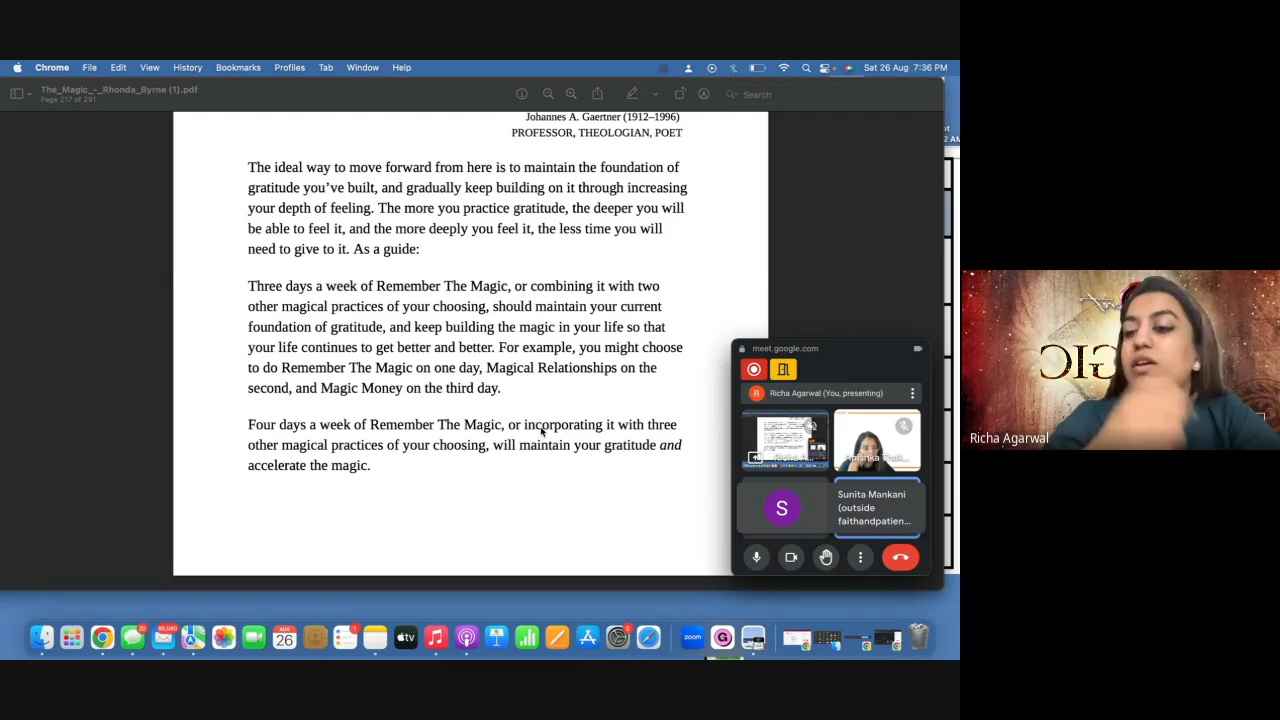 Chrome File Edit View History Bookmarks Profiles Tab Window Help Sat 26 Aug 7:36 PM
The_Magic_-_Rhonda_Byrne (1).pdf
Page 217 of 291
Search
Johannes A. Gaertner (1912–1996)
PROFESSOR, THEOLOGIAN, POET
The ideal way to move forward from here is to maintain the foundation of
gratitude you’ve built, and gradually keep building on it through increasing
your depth of feeling. The more you practice gratitude, the deeper you will
be able to feel it, and the more deeply you feel it, the less time you will
need to give to it. As a guide:
Three days a week of Remember The Magic, or combining it with two
other magical practices of your choosing, should maintain your current
foundation of gratitude, and keep building the magic in your life so that
your life continues to get better and better. For example, you might choose
to do Remember The Magic on one day, Magical Relationships on the
second, and Magic Money on the third day.
Four days a week of Remember The Magic, or incorporating it with three
other magical practices of your choosing, will maintain your gratitude and
accelerate the magic.
meet.google.com
R
Richa Agarwal (You, presenting)
S
Sunita Mankani
(outside
faithandpatien...
AUG
26
20
1
tv
zoom
G
Richa Agarwal